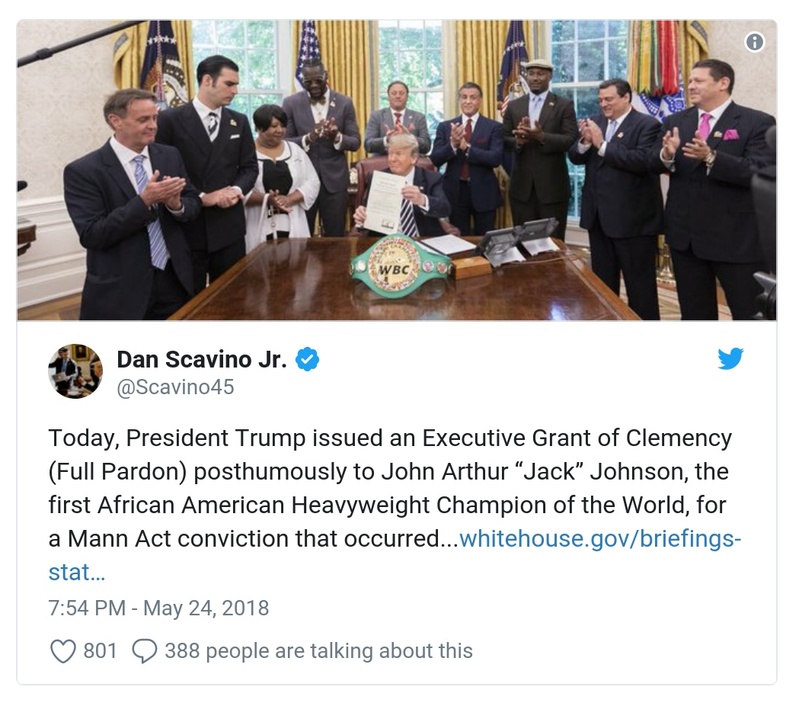 WBC
Dan Scavino Jr.
@Scavino45
Today, President Trump issued an Executive Grant of Clemency
(Full Pardon) posthumously to John Arthur “Jack” Johnson, the
first African American Heavyweight Champion of the World, for
a Mann Act conviction that occurred...whitehouse.gov/briefings-
stat…
7:54 PM - May 24, 2018
801 388 people are talking about this